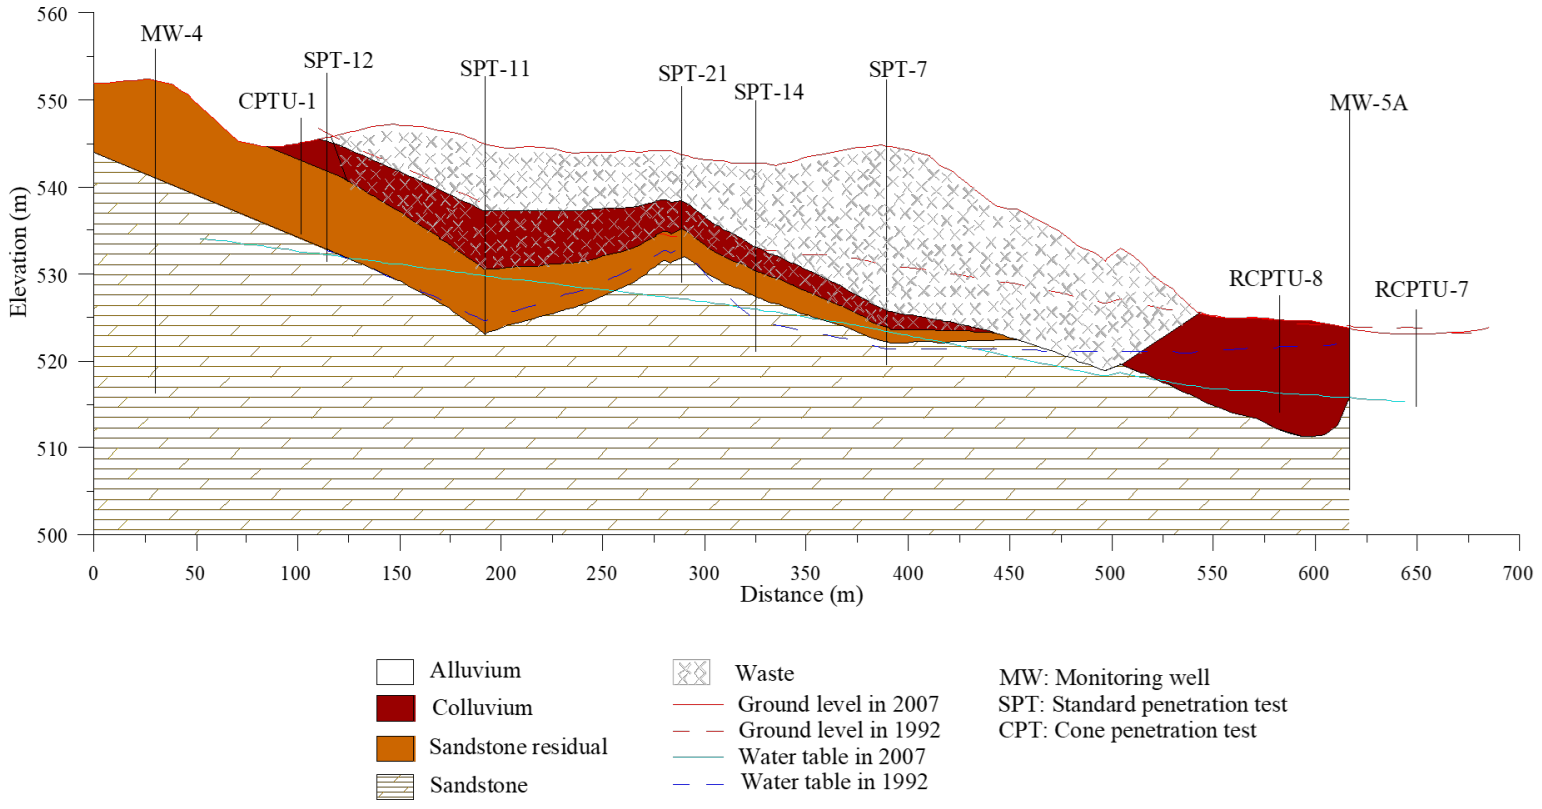 560
550
540
530
520
510
500
Elevation (m)
MW-4
SPT-12
CPTU-1
SPT-11
SPT-21
SPT-14
SPT-7
MW-5A
RCPTU-8
RCPTU-7
0 50 100 150 200 250 300 350 400 450 500 550 600 650 700
Distance (m)
Alluvium
Colluvium
Sandstone residual
Sandstone
Waste
Ground level in 2007
Ground level in 1992
Water table in 2007
Water table in 1992
MW: Monitoring well
SPT: Standard penetration test
CPT: Cone penetration test